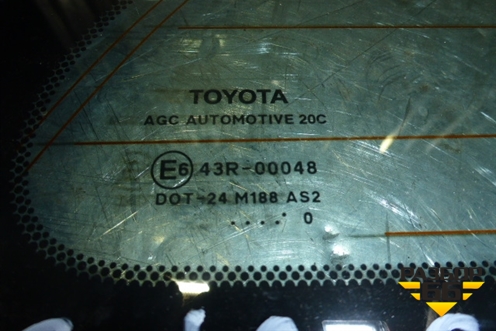 TOYOTA
AGC AUTOMOTIVE 20C
E6 43R-00048
DOT-24 M188 AS2
....· 0